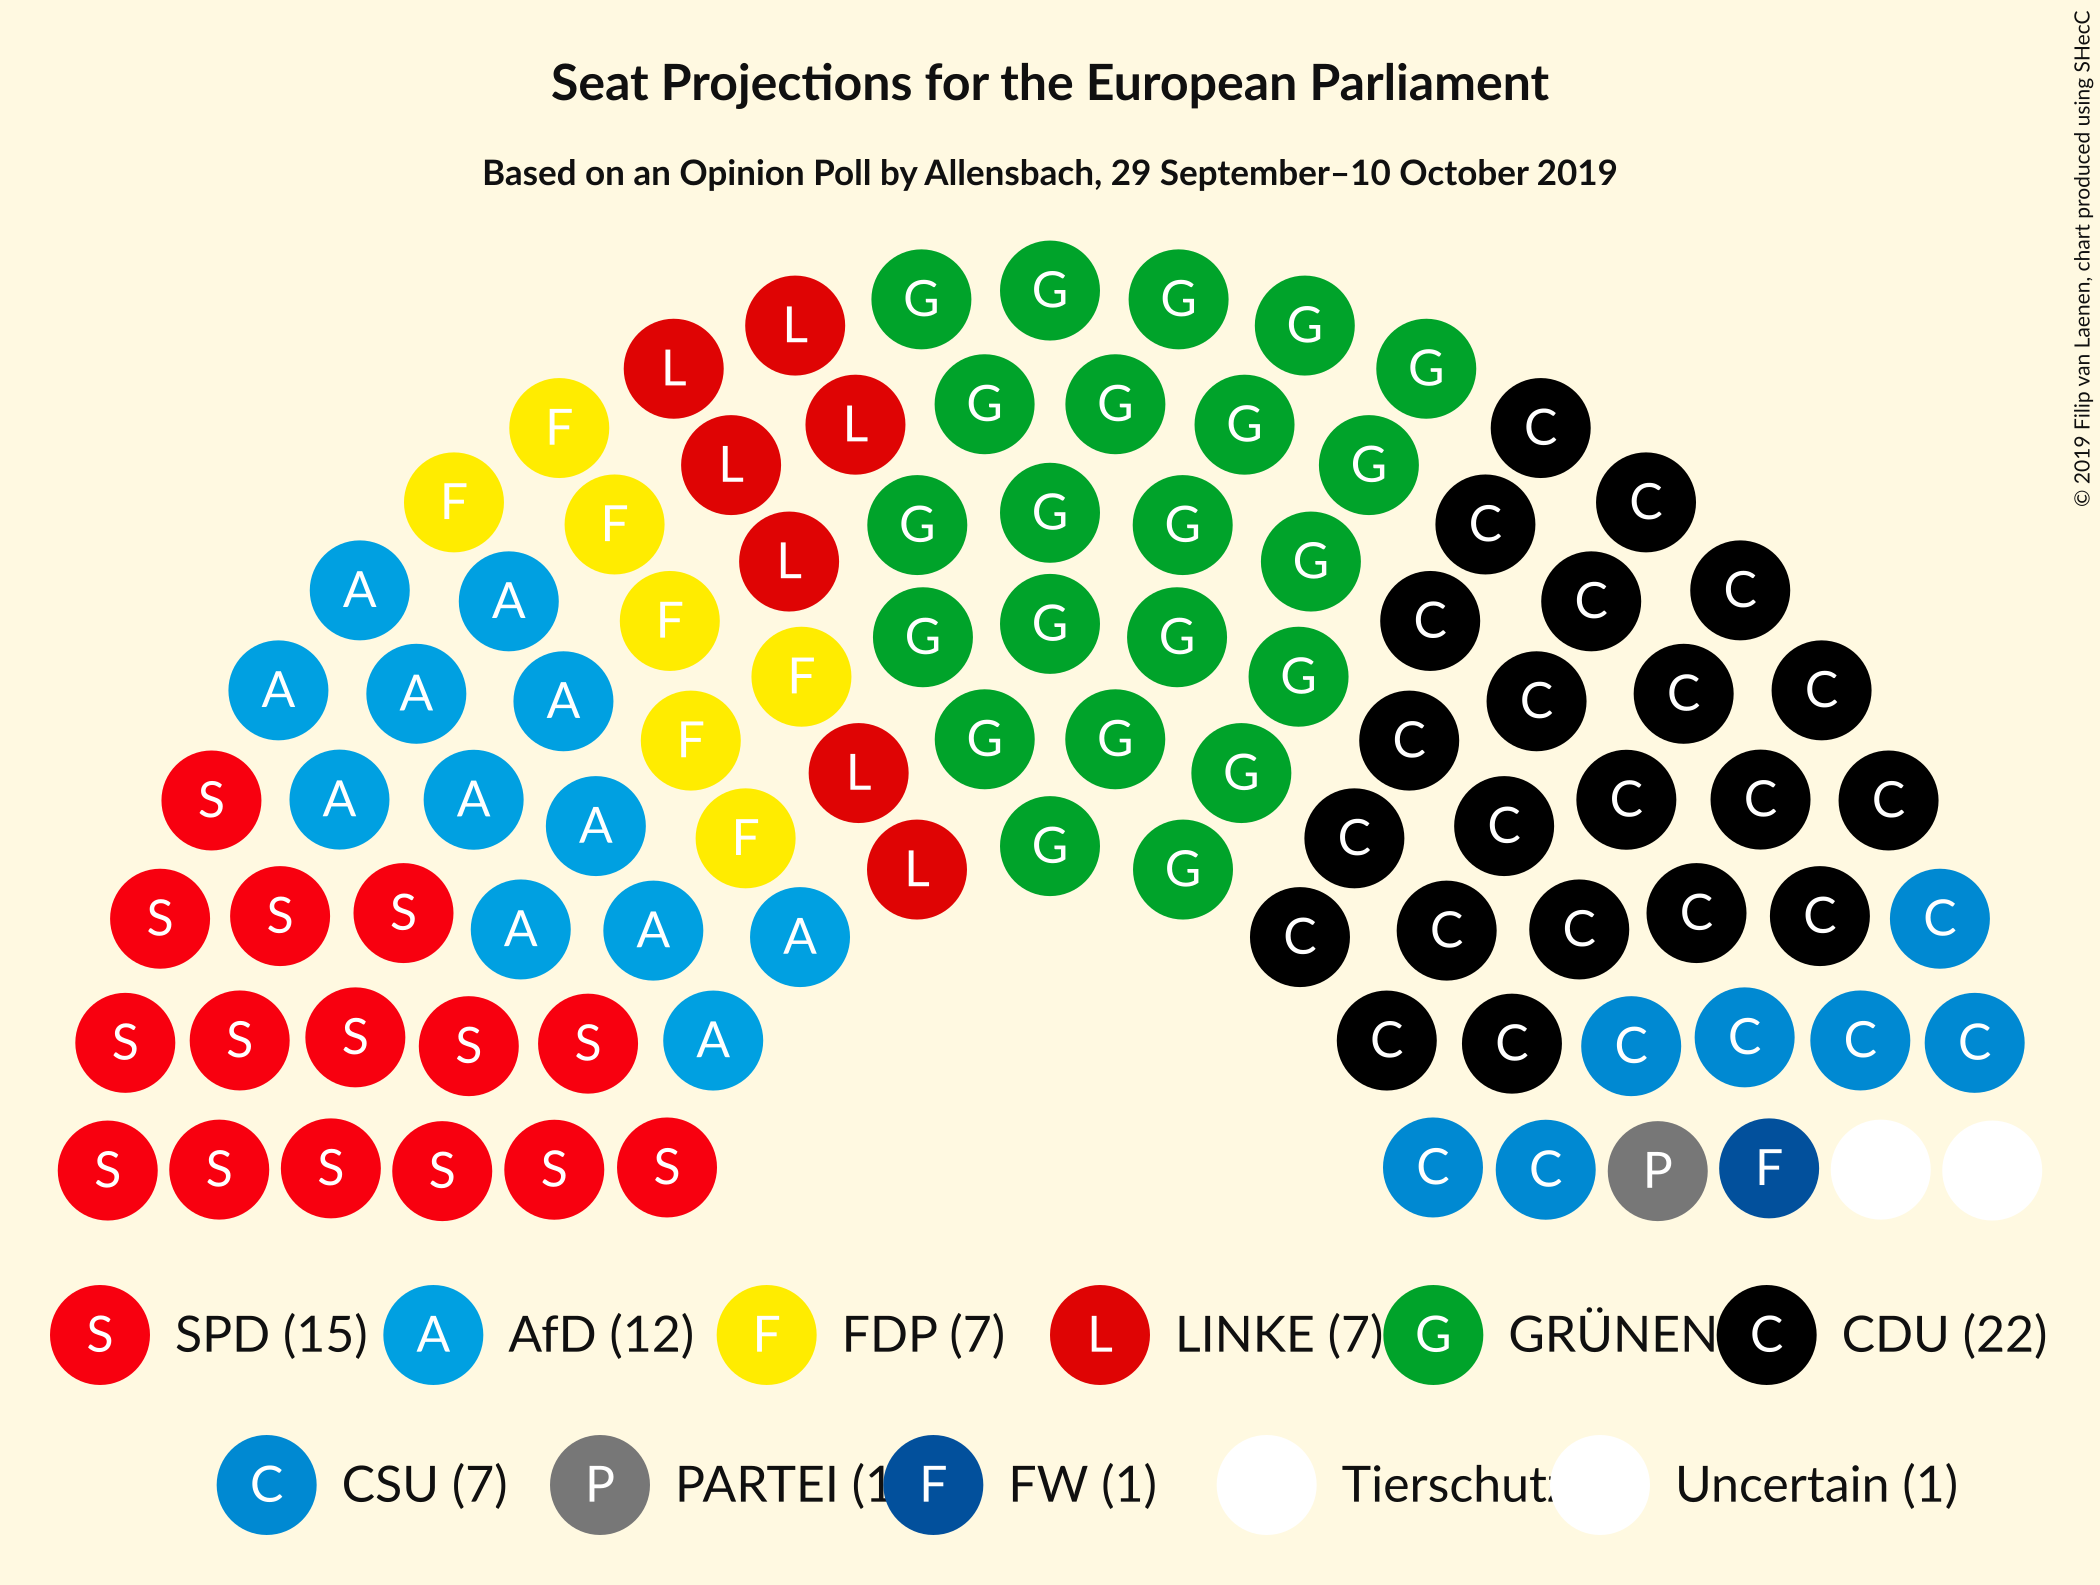 Seat Projections for the European Parliament
Based on an Opinion Poll by Allensbach, 29 September–10 October 2019
© 2019 Filip van Laenen, chart produced using SHecC
G G G
L G
L G
G G
L G
F C
L G
F C
G G G
F C
L G
A C
A C
F C
G G G
F G
A C
A C
A C
F C
G G
L G
S A A C C C
A C
F C
G
L G
S S S C C C
A A C C
A C
S S S S S A C C C C C C
S S S S S S C C P F
S SPD (15) A AfD (12) F FDP (7) L LINKE (7) G GRÜNEN C CDU (22)
C CSU (7) P PARTEI (1 F FW (1) Tierschutz Uncertain (1)